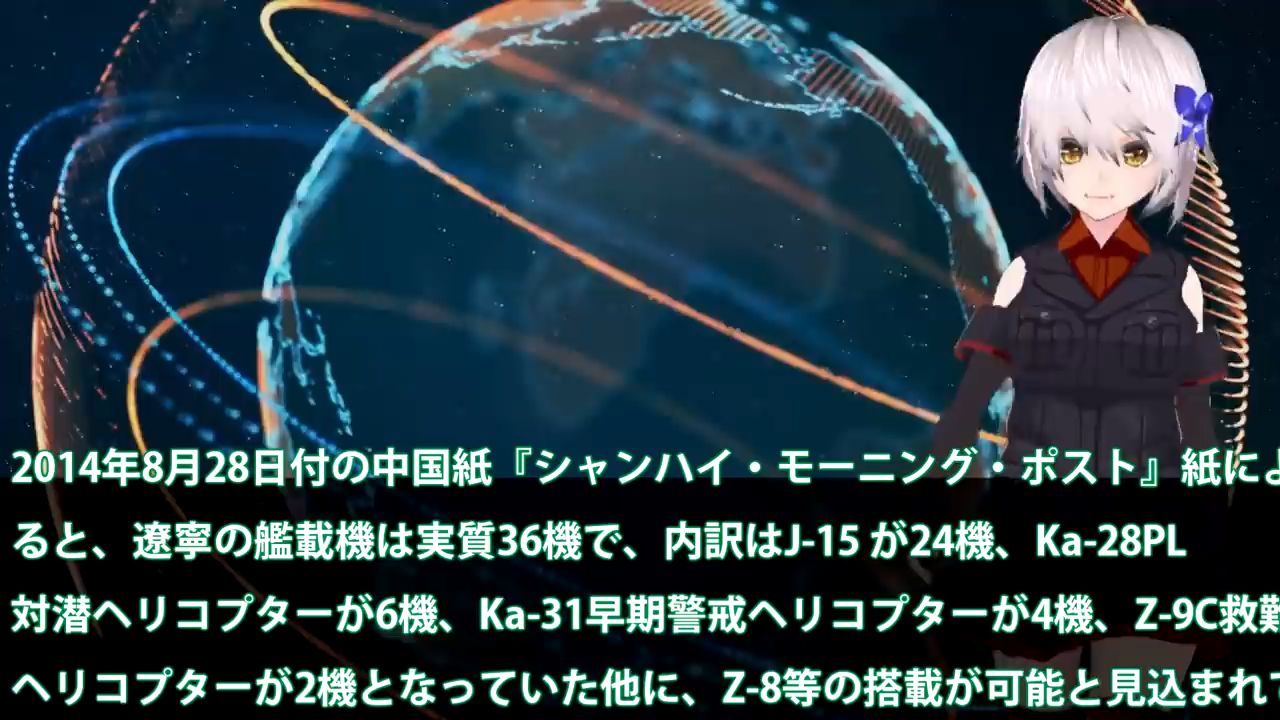 2014年8月28日付の中国紙『シャンハイ・モーニング・ポスト』紙によ
ると、遼寧の艦載機は実質36機で、内訳はJ-15 が24機、Ka-28PL
対潜ヘリコプターが6機、Ka-31早期警戒ヘリコプターが4機、Z-9C救難
ヘリコプターが2機となっていた他に、Z-8等の搭載が可能と見込まれて